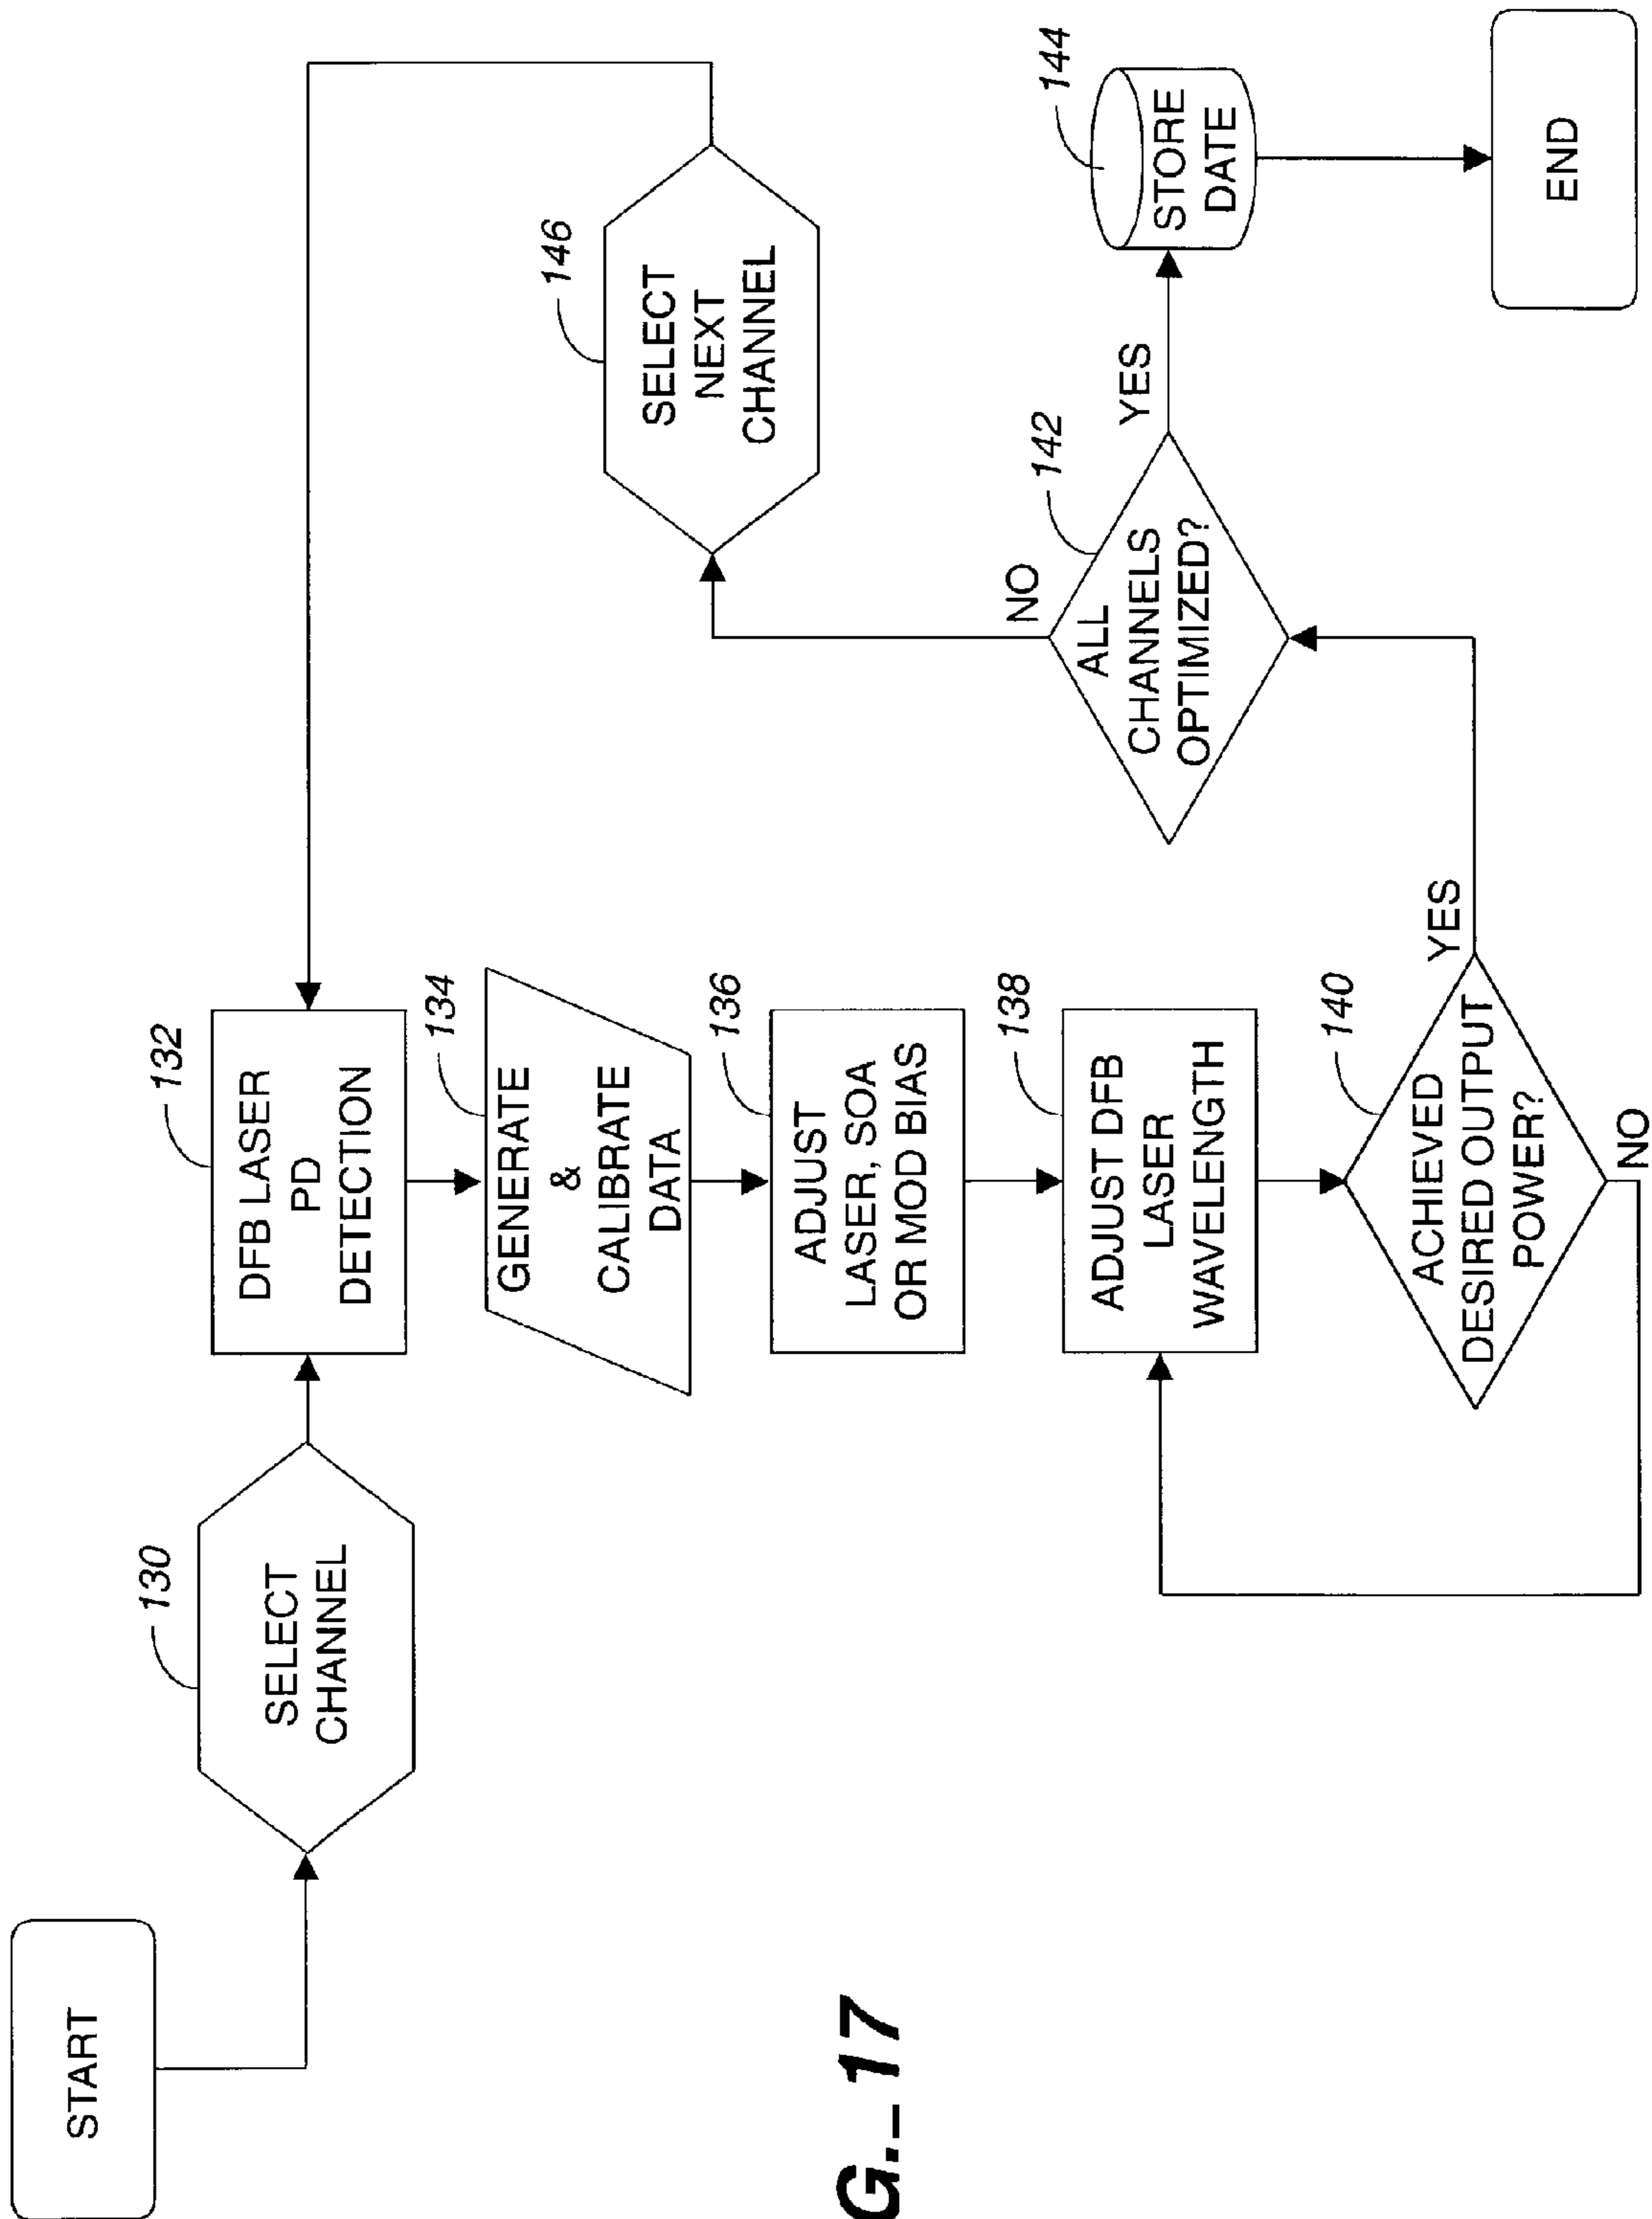 START
130
SELECT
CHANNEL
132
DFB LASER
PD
DETECTION
134
GENERATE
&
CALIBRATE
DATA
136
ADJUST
LASER, SOA
OR MOD BIAS
138
ADJUST DFB
LASER
WAVELENGTH
140
ACHIEVED
DESIRED OUTPUT
POWER?
NO
YES
142
ALL
CHANNELS
OPTIMIZED?
NO
YES
146
SELECT
NEXT
CHANNEL
144
STORE
DATE
END
G._ 17